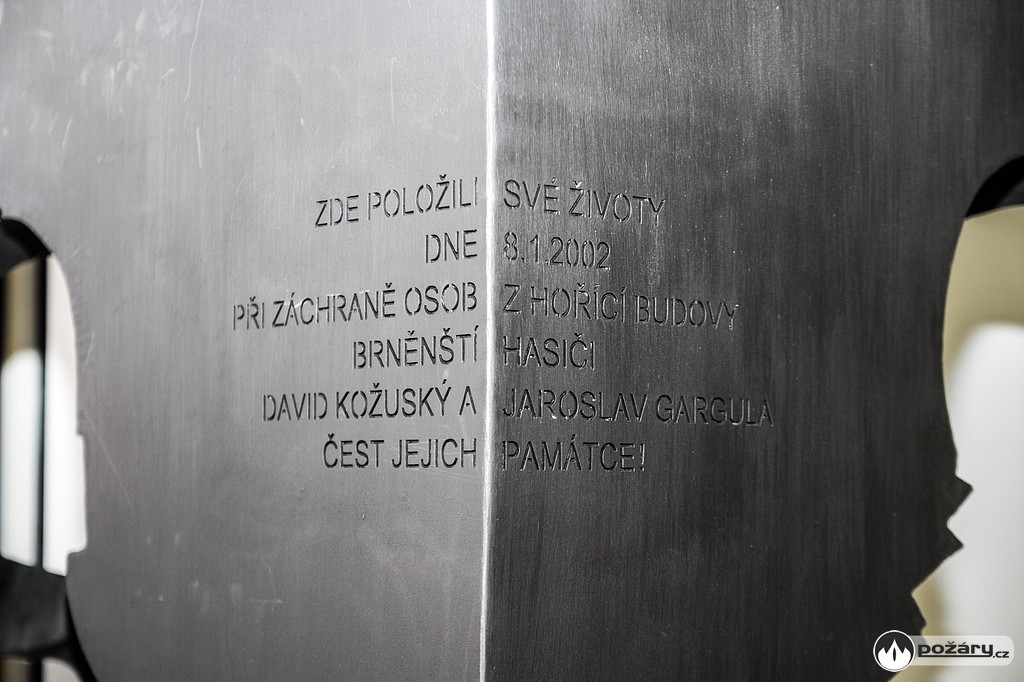 ZDE POLOŽILI SVÉ ŽIVOTY
DNE 8.1.2002
PŘI ZÁCHRANĚ OSOB Z HOŘÍCÍ BUDOVY
BRNĚNŠTÍ HASIČI
DAVID KOŽUSKÝ A JAROSLAV GARGULA
ČEST JEJICH PAMÁTCE!
požáry.cz